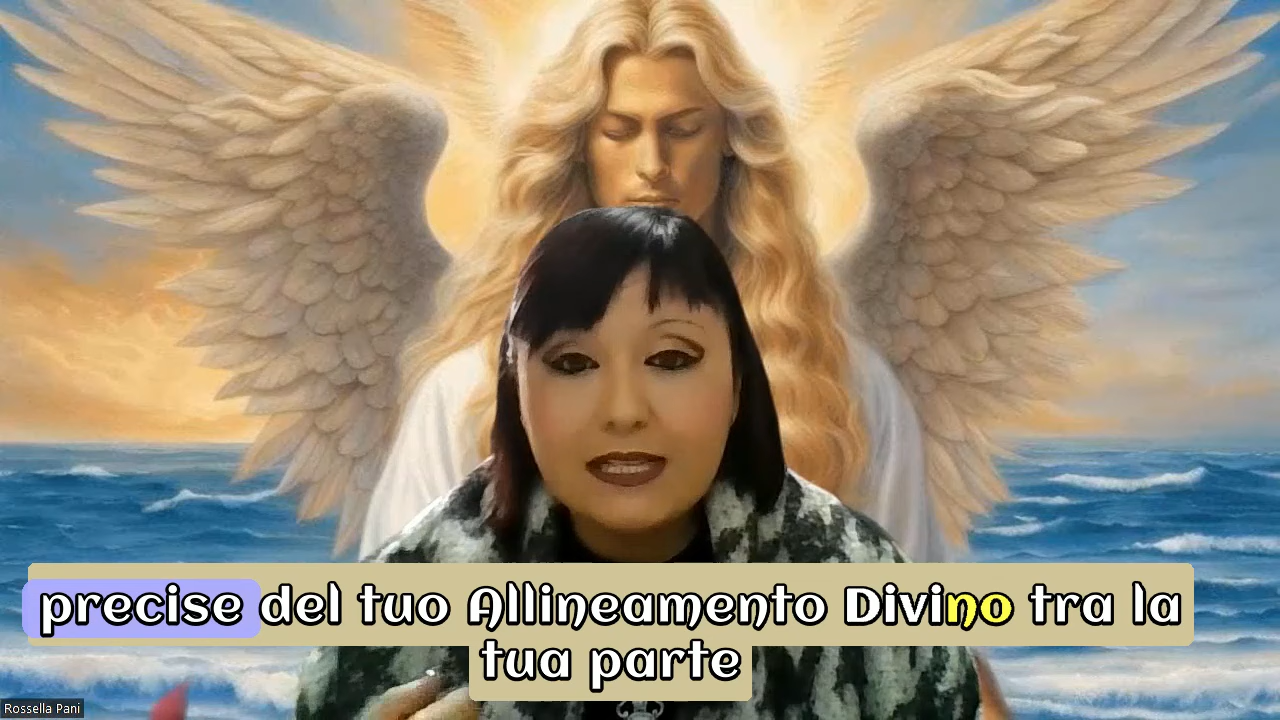 precise del tuo Allineamento Divino tra la
tua parte
Rossella Pani